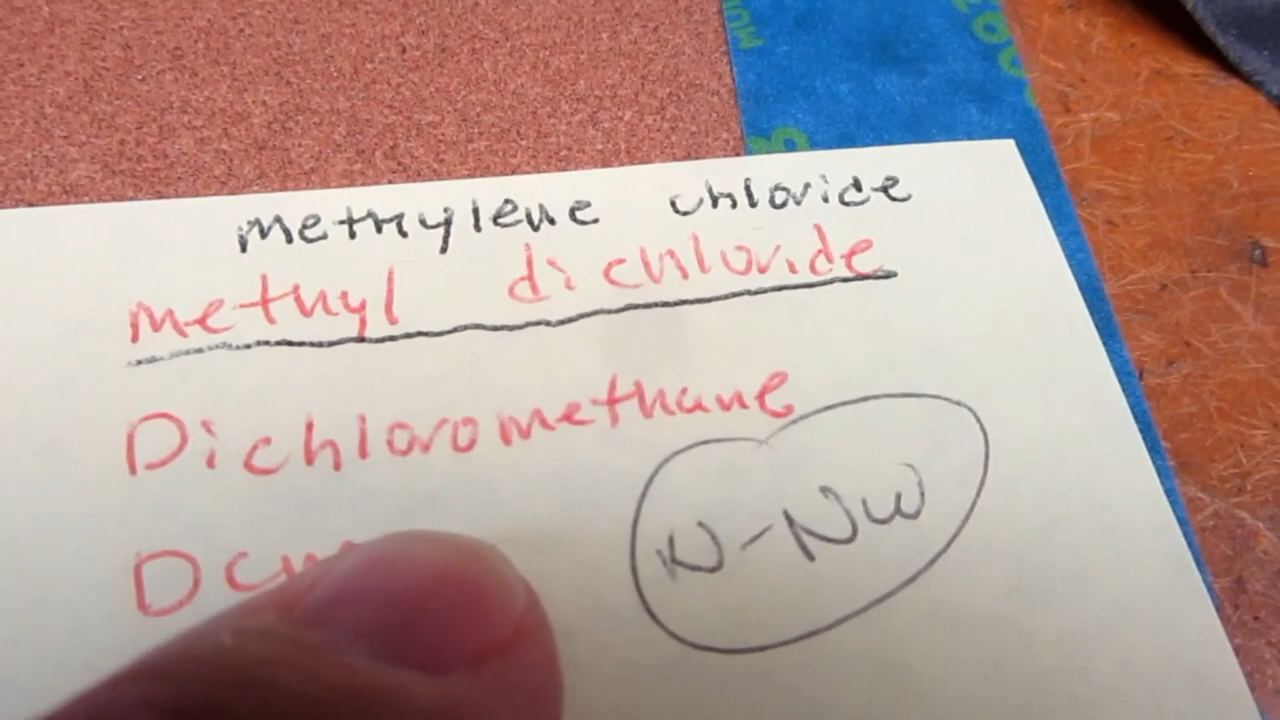 methylene chloride
methyl dichloride
Dichloromethane
N-NW